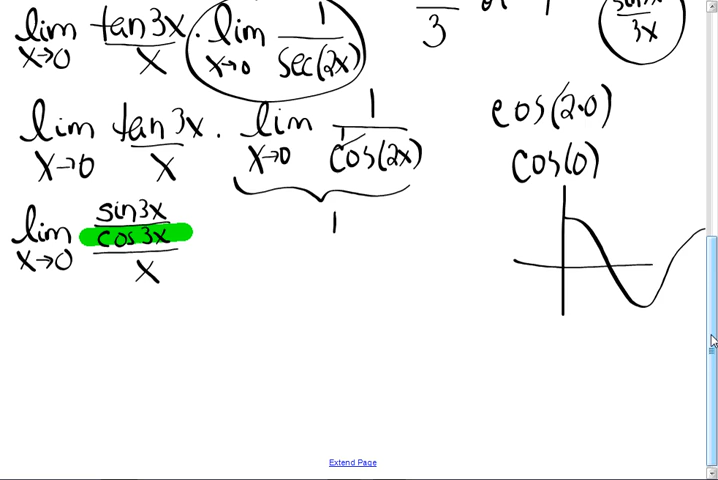 lim x→0 tan3x/x · lim x→0 1/sec(2x)
3
3x
lim x→0 tan3x/x · lim x→0 1/cos(2x)
1
cos(2·0)
cos(0)
lim x→0 sin3x/cos3x/x
Extend Page